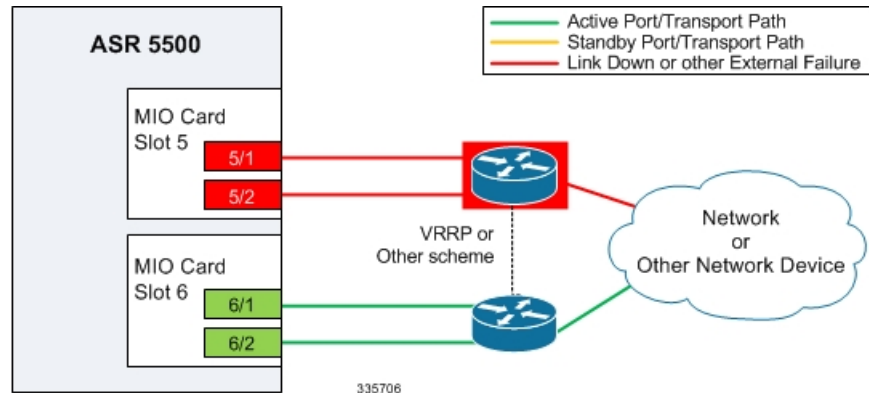 ASR 5500
Active Port/Transport Path
Standby Port/Transport Path
Link Down or other External Failure
MIO Card
Slot 5
5/1
5/2
VRRP or
Other scheme
Network
or
Other Network Device
MIO Card
Slot 6
6/1
6/2
335706